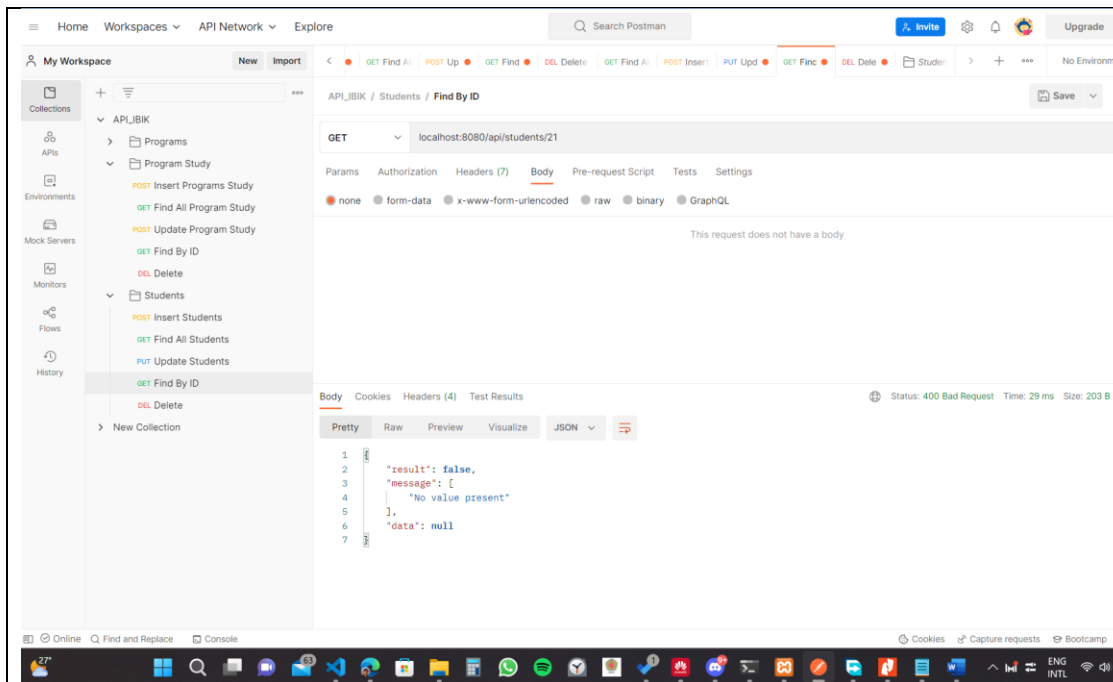 Home Workspaces API Network Explore Search Postman Invite Upgrade
My Workspace New Import
GET Find Al POST Up GET Find DEL Delete GET Find Al POST Insert PUT Upd GET Finc DEL Dele Studen No Environm
Collections
APIs
Environments
Mock Servers
Monitors
Flows
History
API_IBIK
Programs
Program Study
POST Insert Programs Study
GET Find All Program Study
POST Update Program Study
GET Find By ID
DEL Delete
Students
POST Insert Students
GET Find All Students
PUT Update Students
GET Find By ID
DEL Delete
New Collection
API_IBIK / Students / Find By ID Save
GET localhost:8080/api/students/21
Params Authorization Headers (7) Body Pre-request Script Tests Settings
none form-data x-www-form-urlencoded raw binary GraphQL
This request does not have a body
Body Cookies Headers (4) Test Results Status: 400 Bad Request Time: 29 ms Size: 203 B
Pretty Raw Preview Visualize JSON
1 {
2 "result": false,
3 "message": [
4 "No value present"
5 ],
6 "data": null
7 }
Online Find and Replace Console Cookies Capture requests Bootcamp
27° 63 ENG
INTL